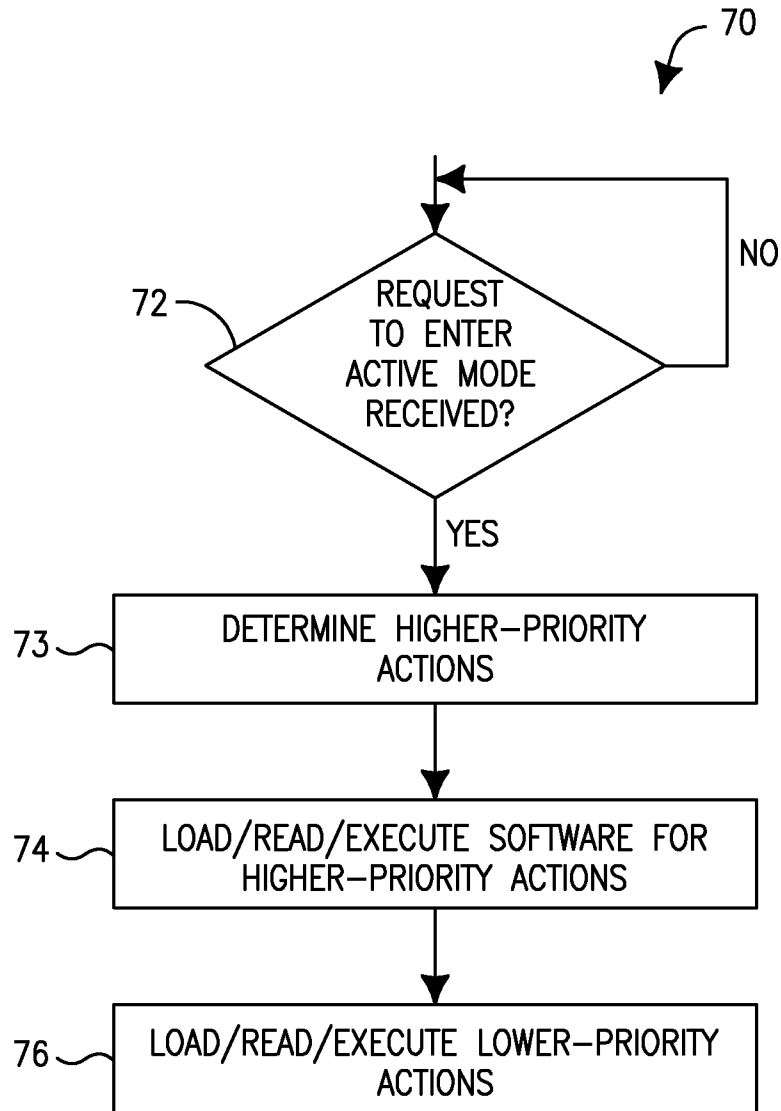 70
NO
72
REQUEST
TO ENTER
ACTIVE MODE
RECEIVED?
YES
73
DETERMINE HIGHER–PRIORITY
ACTIONS
74
LOAD/READ/EXECUTE SOFTWARE FOR
HIGHER–PRIORITY ACTIONS
76
LOAD/READ/EXECUTE LOWER–PRIORITY
ACTIONS